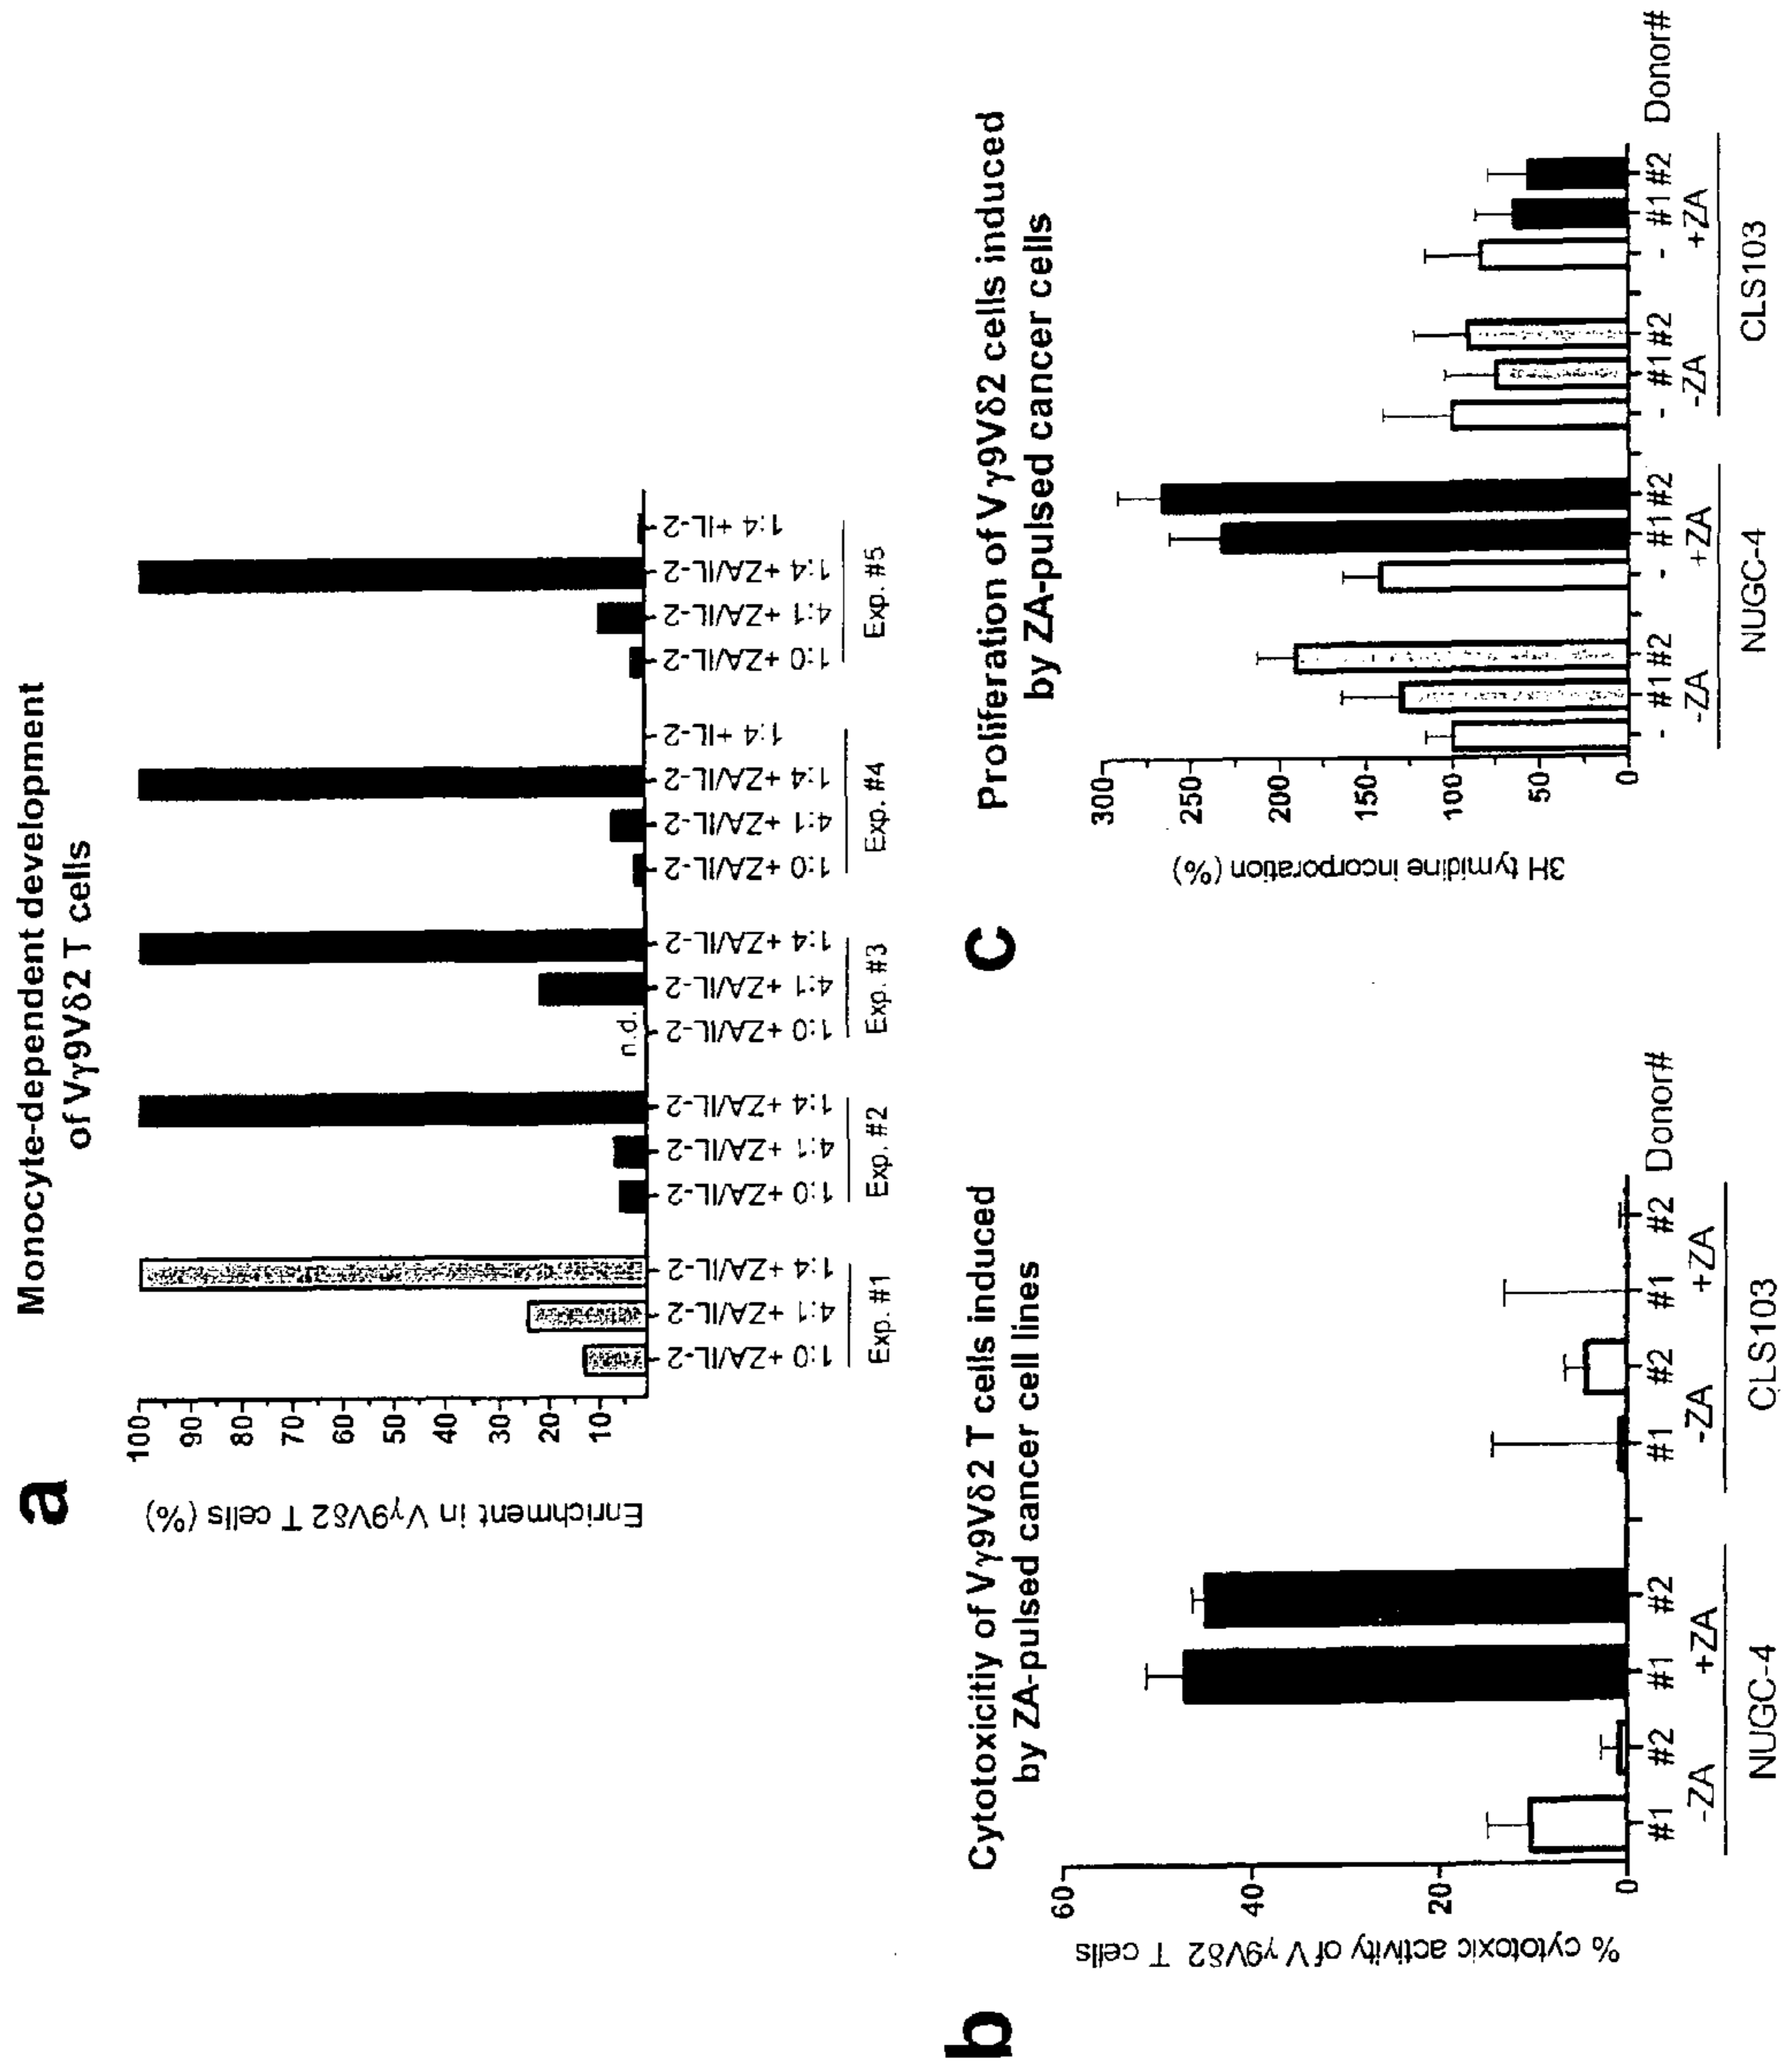 a
Monocyte-dependent development
of Vγ9Vδ2 T cells
Enrichment in Vγ9Vδ2 T cells (%)
100
90
80
70
60
50
40
30
20
10
1:0 +ZA/IL-2
4:1 +ZA/IL-2
1:4 +ZA/IL-2
1:0 +ZA/IL-2
4:1 +ZA/IL-2
1:4 +ZA/IL-2
n.d.
1:0 +ZA/IL-2
4:1 +ZA/IL-2
1:4 +ZA/IL-2
1:0 +ZA/IL-2
4:1 +ZA/IL-2
1:4 +ZA/IL-2
1:4 +IL-2
1:0 +ZA/IL-2
4:1 +ZA/IL-2
1:4 +ZA/IL-2
1:4 +IL-2
Exp. #1 Exp. #2 Exp. #3 Exp. #4 Exp. #5
b
Cytotoxicitiy of Vγ9Vδ2 T cells induced
by ZA-pulsed cancer cell lines
% cytotoxic activity of Vγ9Vδ2 T cells
60
40
20
0
#1 #2 #1 #2 #1 #2 #1 #2 Donor#
-ZA +ZA -ZA +ZA
NUGC-4 CLS103
c
Proliferation of Vγ9Vδ2 cells induced
by ZA-pulsed cancer cells
3H tymidine incorporation (%)
300
250
200
150
100
50
0
- #1 #2 - #1 #2 - #1 #2 - #1 #2 Donor#
-ZA +ZA -ZA +ZA
NUGC-4 CLS103